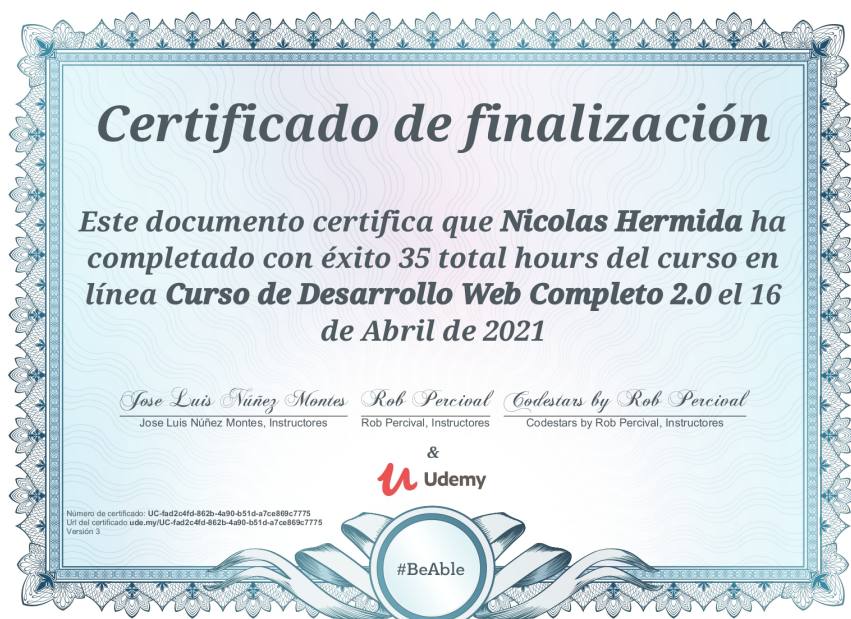 Certificado de finalización
Este documento certifica que Nicolas Hermida ha
completado con éxito 35 total hours del curso en
línea Curso de Desarrollo Web Completo 2.0 el 16
de Abril de 2021
Jose Luis Núñez Montes Rob Percival Codestars by Rob Percival
Jose Luis Núñez Montes, Instructores Rob Percival, Instructores Codestars by Rob Percival, Instructores
&
Udemy
Número de certificado: UC-fad2c4fd-862b-4a90-b51d-a7ce869c7775
Url del certificado ude.my/UC-fad2c4fd-862b-4a90-b51d-a7ce869c7775
Versión 3
#BeAble